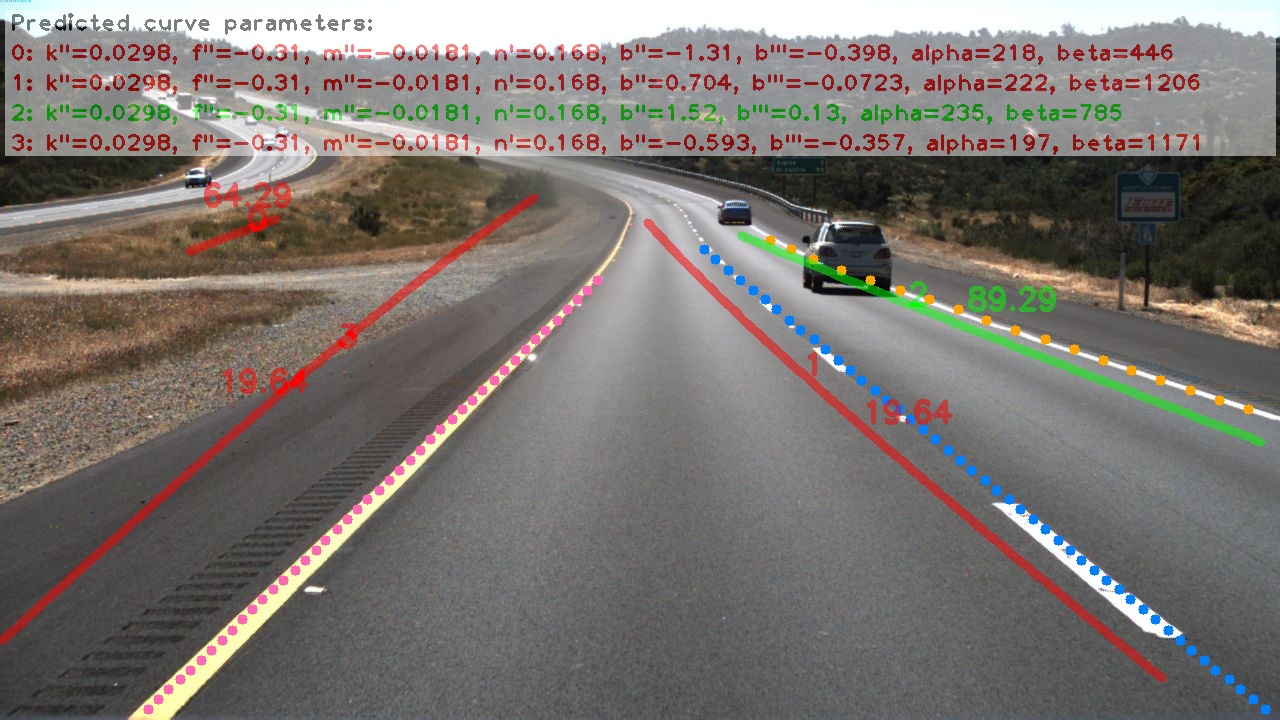 Predicted curve parameters:
0: k''=0.0298, f''=-0.31, m''=-0.0181, n'=0.168, b''=-1.31, b'''=-0.398, alpha=218, beta=446
1: k''=0.0298, f''=-0.31, m''=-0.0181, n'=0.168, b''=0.704, b'''=-0.0723, alpha=222, beta=1206
2: k''=0.0298, f''=-0.31, m''=-0.0181, n'=0.168, b''=1.52, b'''=0.13, alpha=235, beta=785
3: k''=0.0298, f''=-0.31, m''=-0.0181, n'=0.168, b''=-0.593, b'''=-0.357, alpha=197, beta=1171
64.29
0
2
89.29
3
1
19.64
19.64